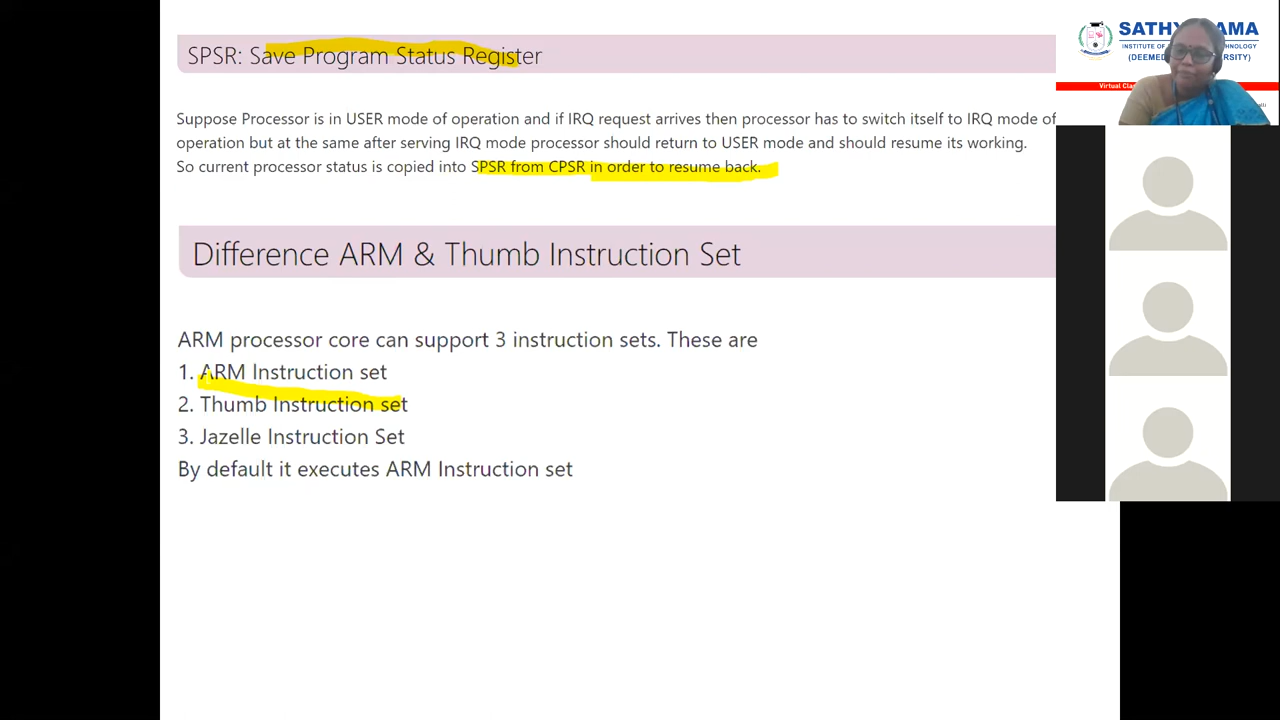 SPSR: Save Program Status Register
Suppose Processor is in USER mode of operation and if IRQ request arrives then processor has to switch itself to IRQ mode of
operation but at the same after serving IRQ mode processor should return to USER mode and should resume its working.
So current processor status is copied into SPSR from CPSR in order to resume back.
Difference ARM & Thumb Instruction Set
ARM processor core can support 3 instruction sets. These are
1. ARM Instruction set
2. Thumb Instruction set
3. Jazelle Instruction Set
By default it executes ARM Instruction set
SATHY AMA
INSTITUTE OF
(DEEMED
Virtual Cla